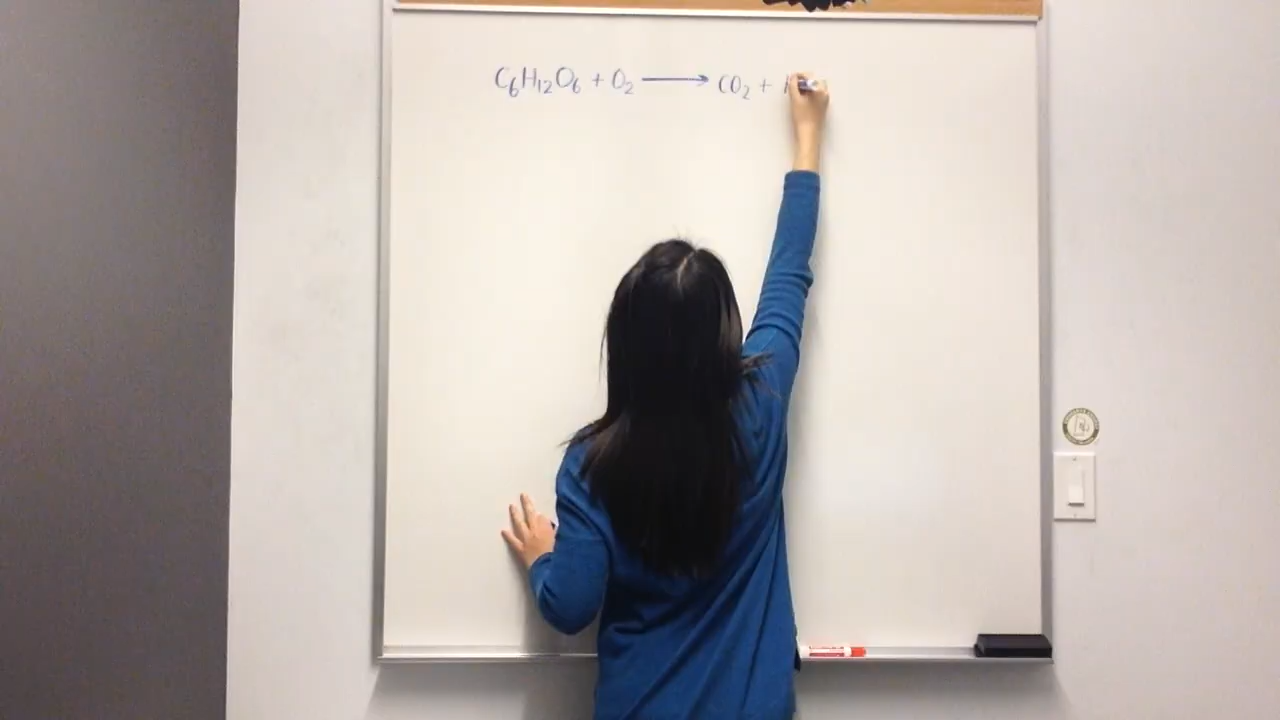 C₆H₁₂O₆ + O₂ ⟶ CO₂ +